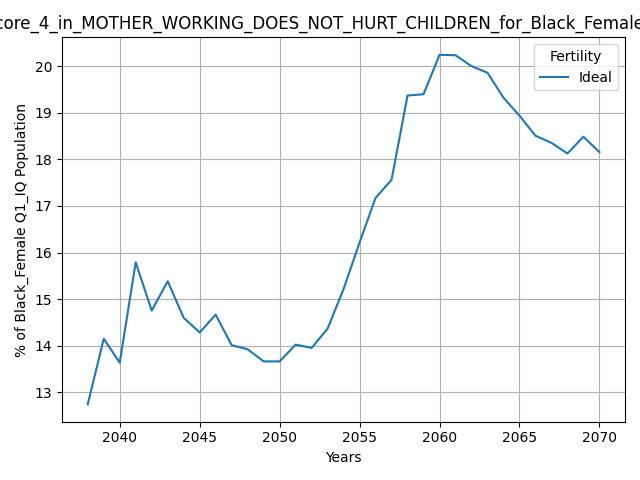 core_4_in_MOTHER_WORKING_DOES_NOT_HURT_CHILDREN_for_Black_Female
Fertility
Ideal
% of Black_Female Q1_IQ Population
20
19
18
17
16
15
14
13
2040 2045 2050 2055 2060 2065 2070
Years